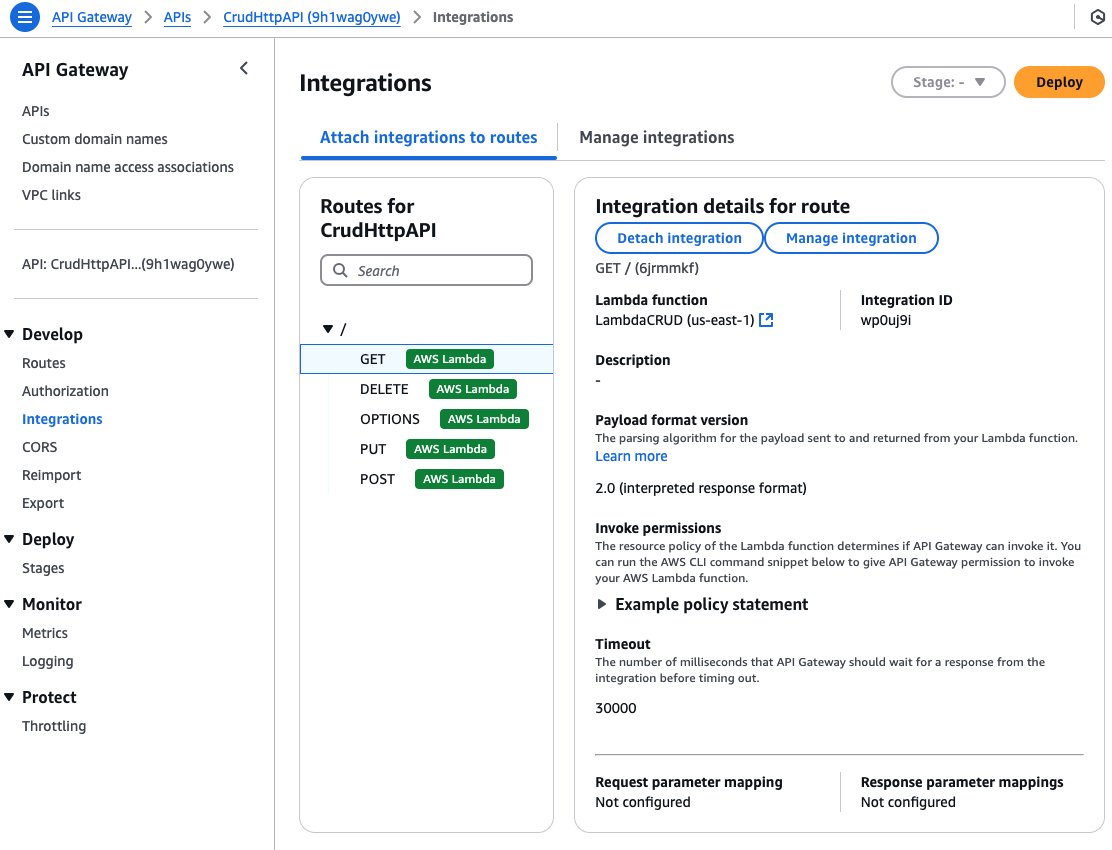 API Gateway > APIs > CrudHttpAPI (9h1wag0ywe) > Integrations
API Gateway
APIs
Custom domain names
Domain name access associations
VPC links
API: CrudHttpAPI...(9h1wag0ywe)
Develop
Routes
Authorization
Integrations
CORS
Reimport
Export
Deploy
Stages
Monitor
Metrics
Logging
Protect
Throttling
Integrations
Stage: -
Deploy
Attach integrations to routes
Manage integrations
Routes for
CrudHttpAPI
Search
/
GET AWS Lambda
DELETE AWS Lambda
OPTIONS AWS Lambda
PUT AWS Lambda
POST AWS Lambda
Integration details for route
Detach integration
Manage integration
GET / (6jrmmkf)
Lambda function
LambdaCRUD (us-east-1)
Integration ID
wp0uj9i
Description
-
Payload format version
The parsing algorithm for the payload sent to and returned from your Lambda function.
Learn more
2.0 (interpreted response format)
Invoke permissions
The resource policy of the Lambda function determines if API Gateway can invoke it. You
can run the AWS CLI command snippet below to give API Gateway permission to invoke
your AWS Lambda function.
Example policy statement
Timeout
The number of milliseconds that API Gateway should wait for a response from the
integration before timing out.
30000
Request parameter mapping
Not configured
Response parameter mappings
Not configured